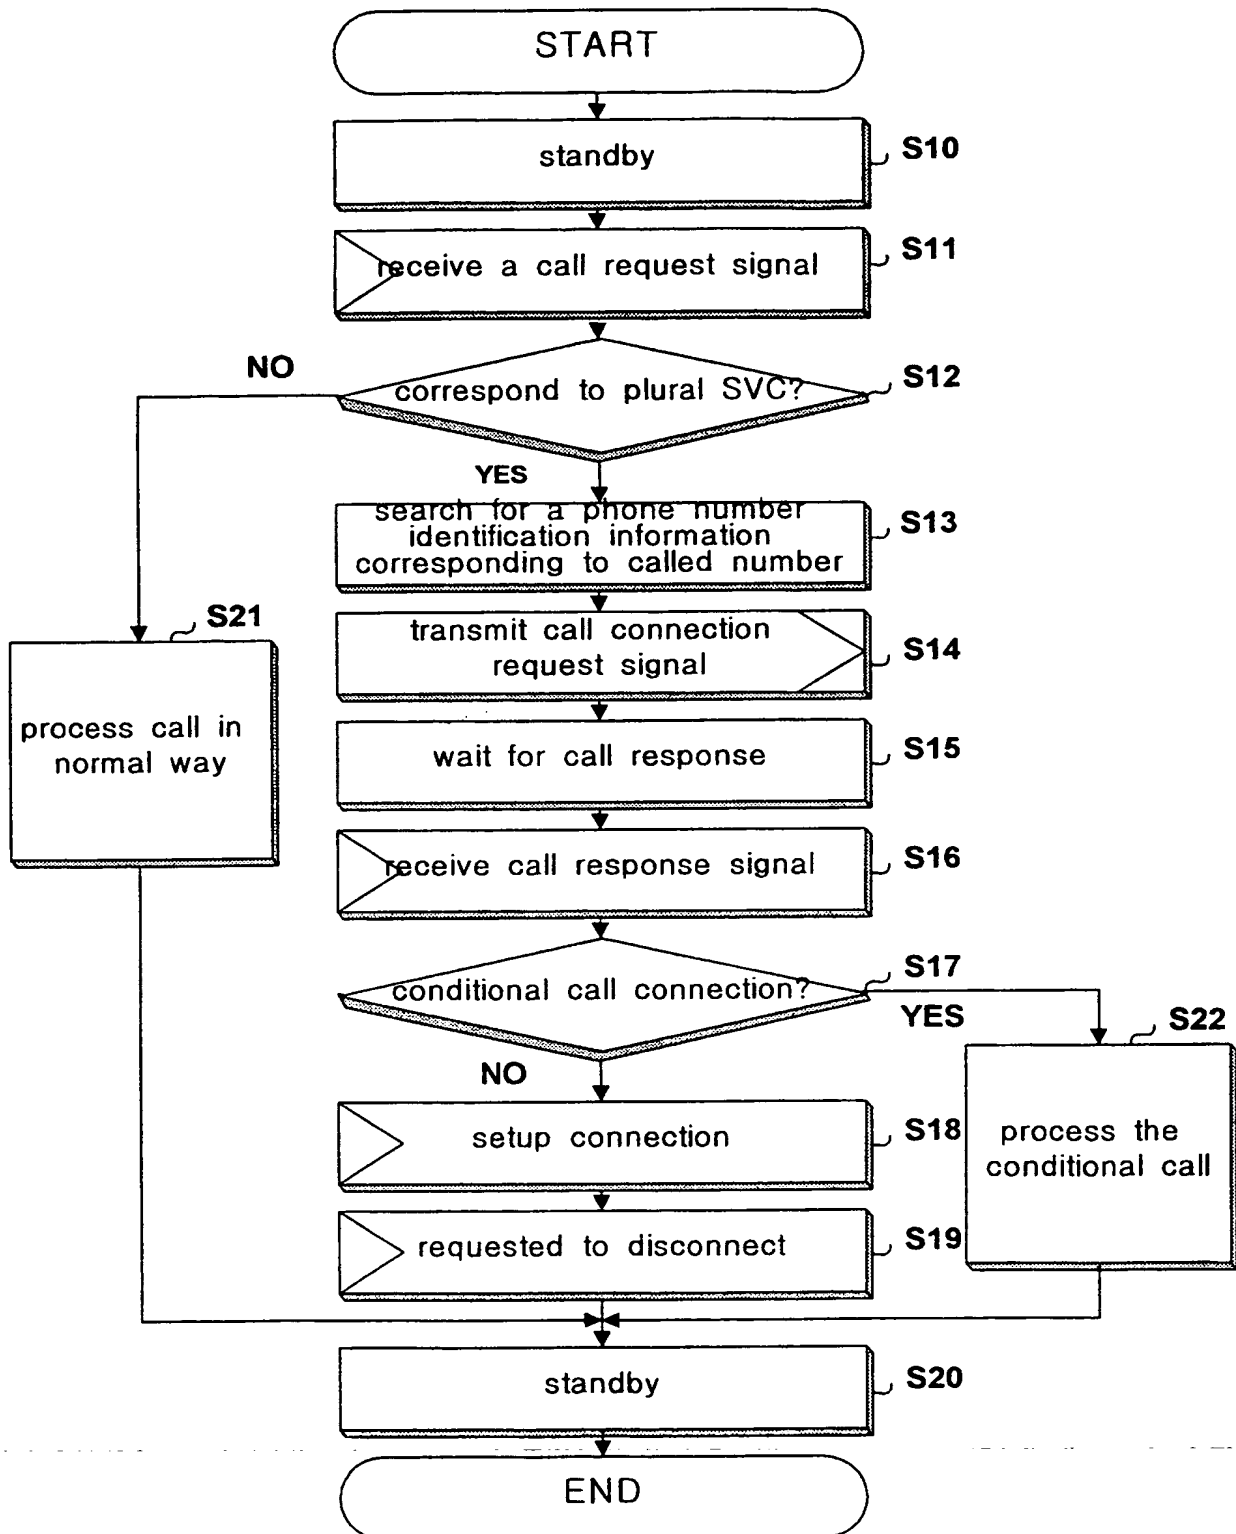 START
standby
S10
receive a call request signal
S11
correspond to plural SVC?
S12
NO
YES
search for a phone number
identification information
corresponding to called number
S13
transmit call connection
request signal
S14
S21
process call in
normal way
wait for call response
S15
receive call response signal
S16
conditional call connection?
S17
YES
NO
S22
process the
conditional call
setup connection
S18
requested to disconnect
S19
standby
S20
END